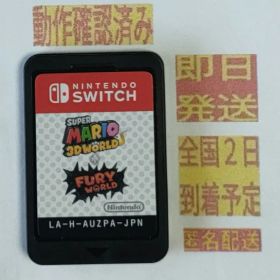 動作確認済み
NINTENDO
SWITCH
SUPER
MARIO
3D WORLD
+
FURY
WORLD
Nintendo
LA-H-AUZPA-JPN
即日
発送
全国2日
到着予定
匿名配送